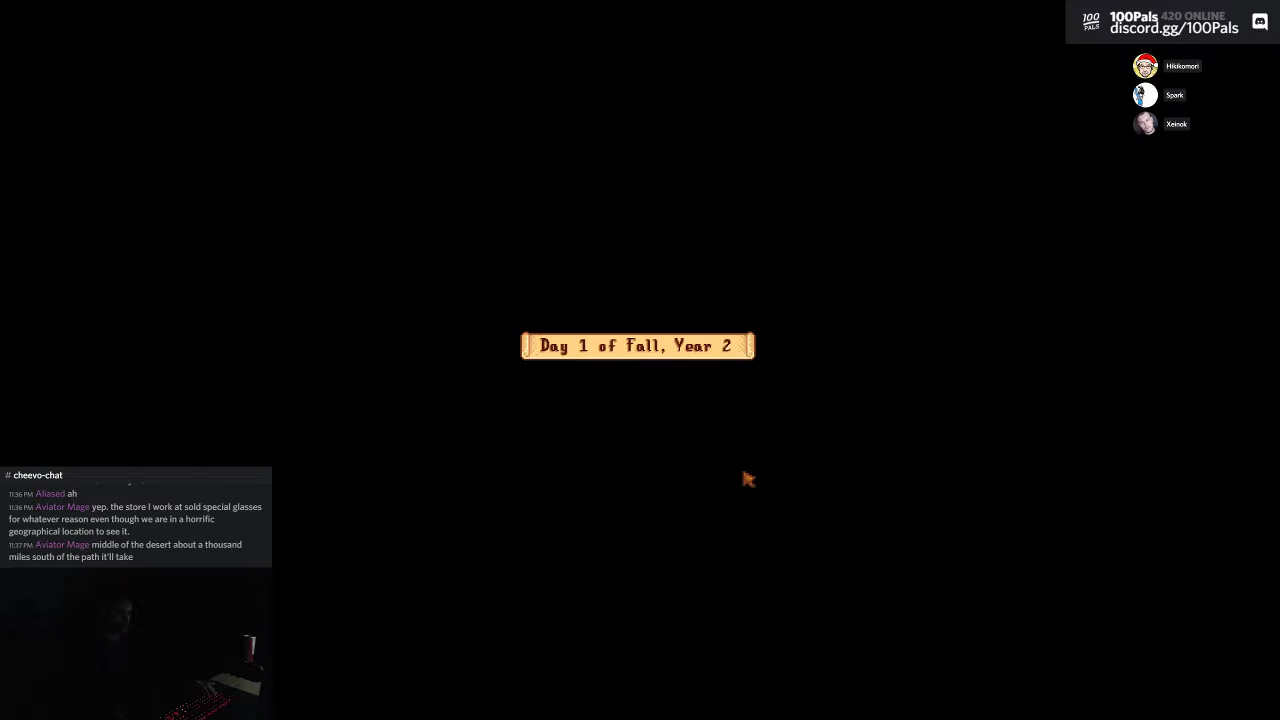 100
PALS
100Pals 420 ONLINE
discord.gg/100Pals
Hikikomori
Spark
Xeinok
Day 1 of Fall, Year 2
# cheevo-chat
11:36 PM Aliased ah
11:36 PM Aviator Mage yep. the store I work at sold special glasses
for whatever reason even though we are in a horrific
geographical location to see it.
11:37 PM Aviator Mage middle of the desert about a thousand
miles south of the path it'll take